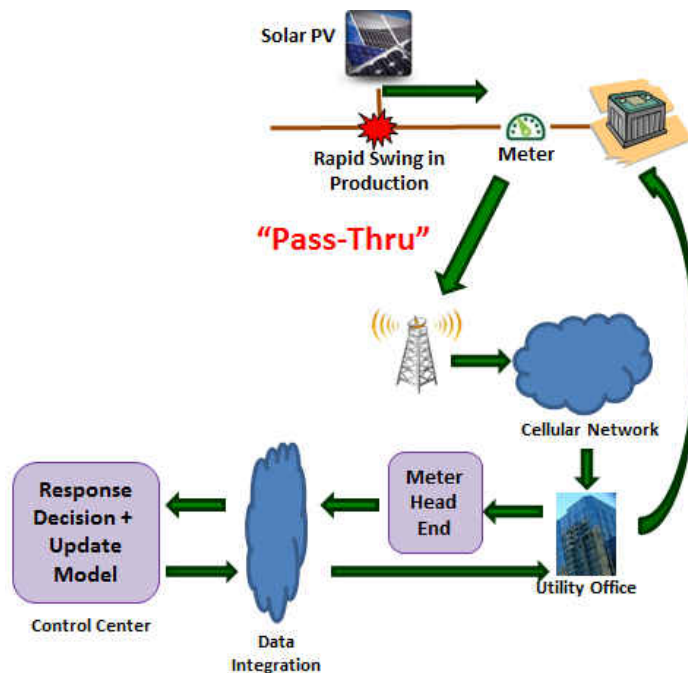 Solar PV
Rapid Swing in
Production
Meter
“Pass-Thru”
Cellular Network
Response
Decision +
Update
Model
Meter
Head
End
Utility Office
Control Center
Data
Integration